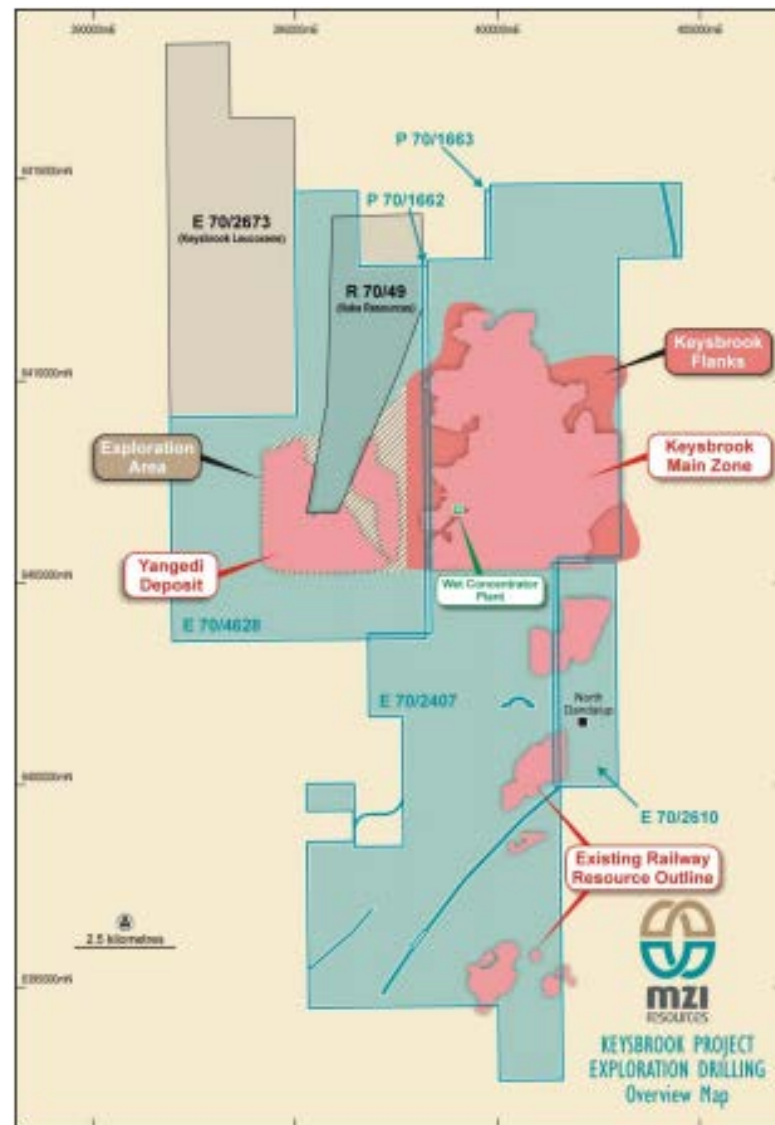 400000mE
P 70/1663
P 70/1662
E 70/2673
(Keysbrook Leucoxene)
R 70/49
Keysbrook
Flanks
Exploration
Area
Keysbrook
Main Zone
Yangedi
Deposit
Wet Concentrator
Plant
E 70/4628
E 70/2407
North
Dandalup
E 70/2610
Existing Railway
Resource Outline
2.5 kilometres
mzi
resources
KEYSBROOK PROJECT
EXPLORATION DRILLING
Overview Map